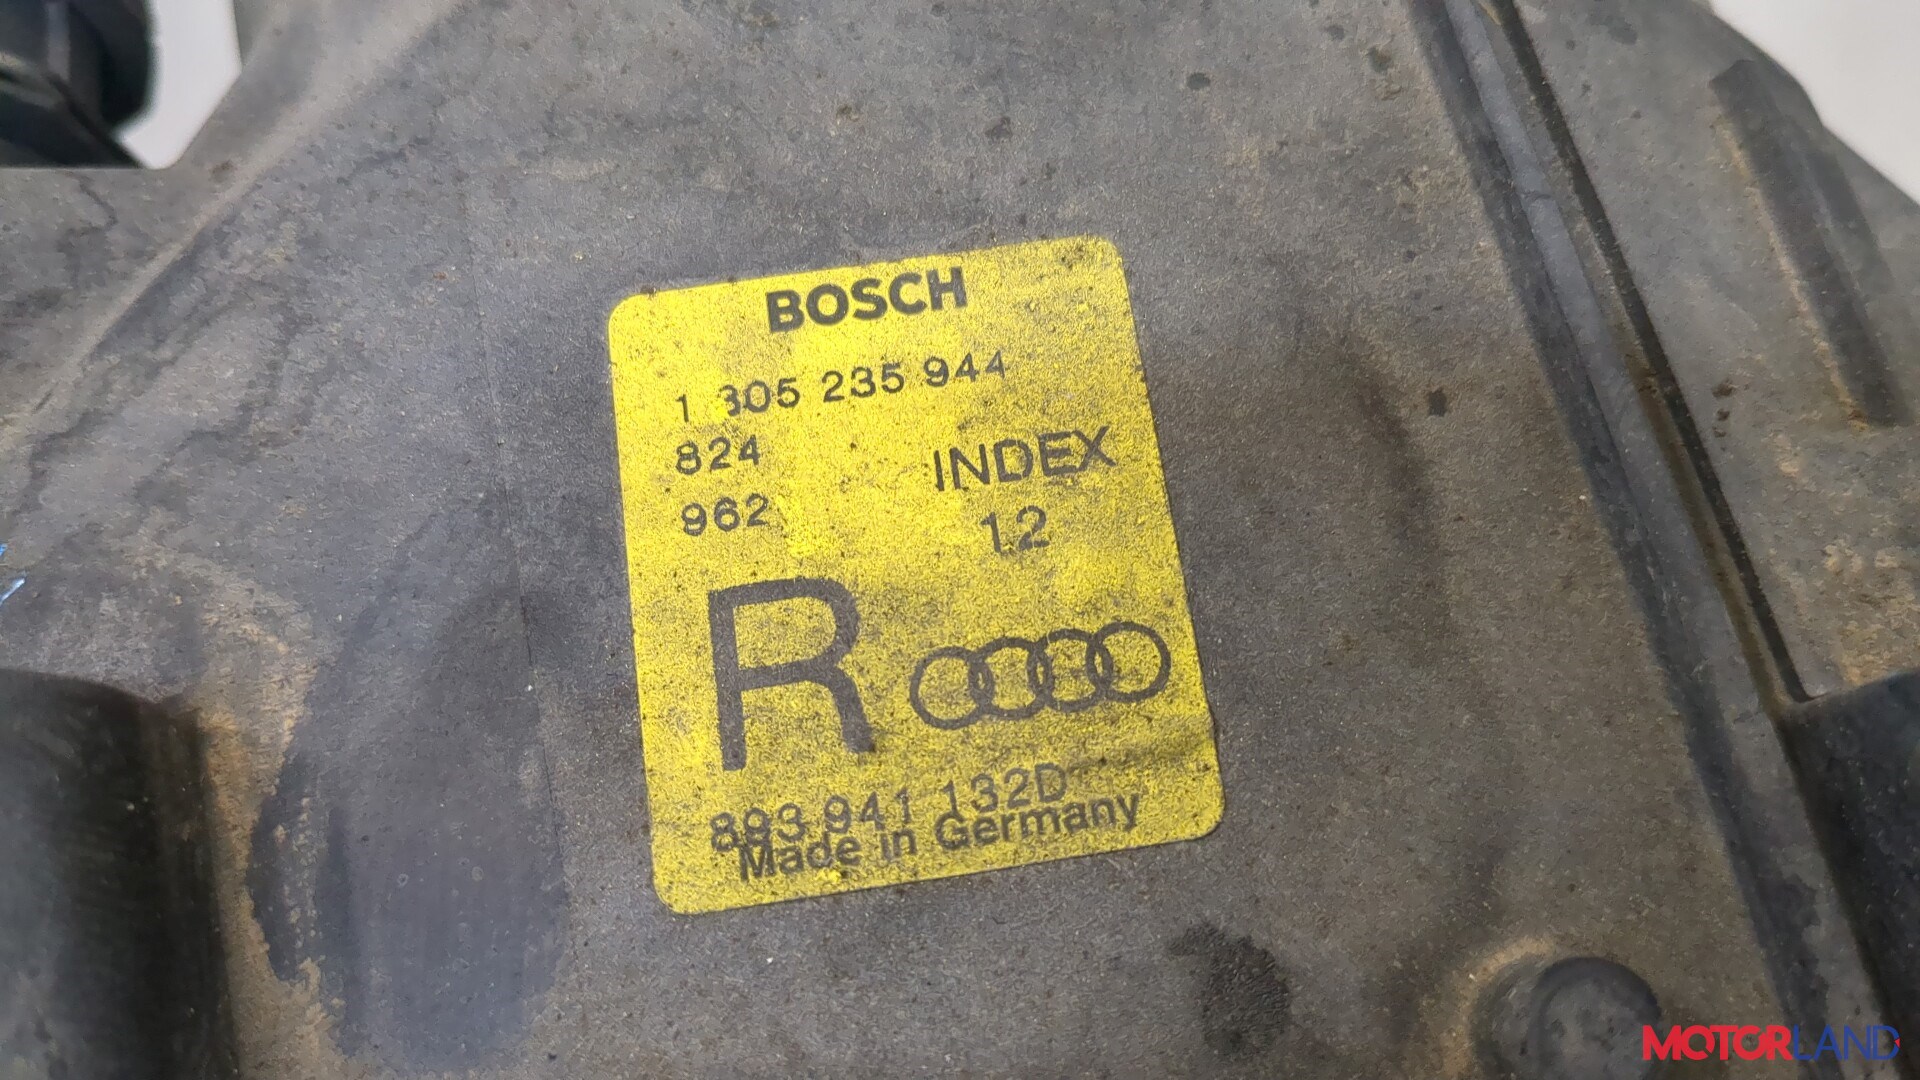 BOSCH
1 305 235 944
824
INDEX
962
12
R
893 941 132D
Made in Germany
MOTORLAND